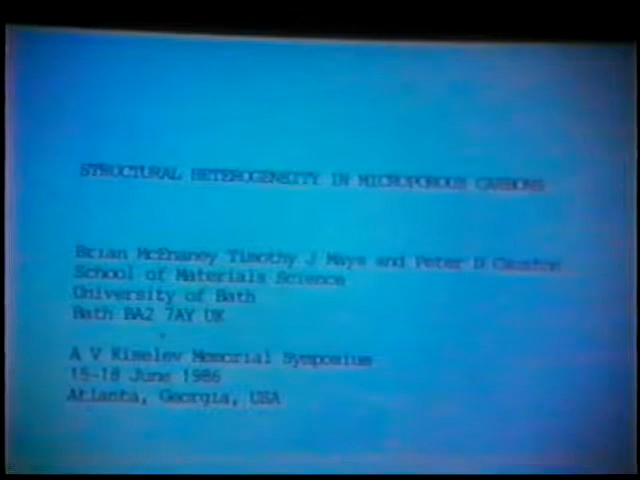 STRUCTURAL HETEROGENEITY IN MICROPOROUS CARBONS
Brian McEnaney Timothy J Mays and Peter D Causton
School of Materials Science
University of Bath
Bath BA2 7AY UK
A V Kiselev Memorial Symposium
15-18 June 1986
Atlanta, Georgia, USA